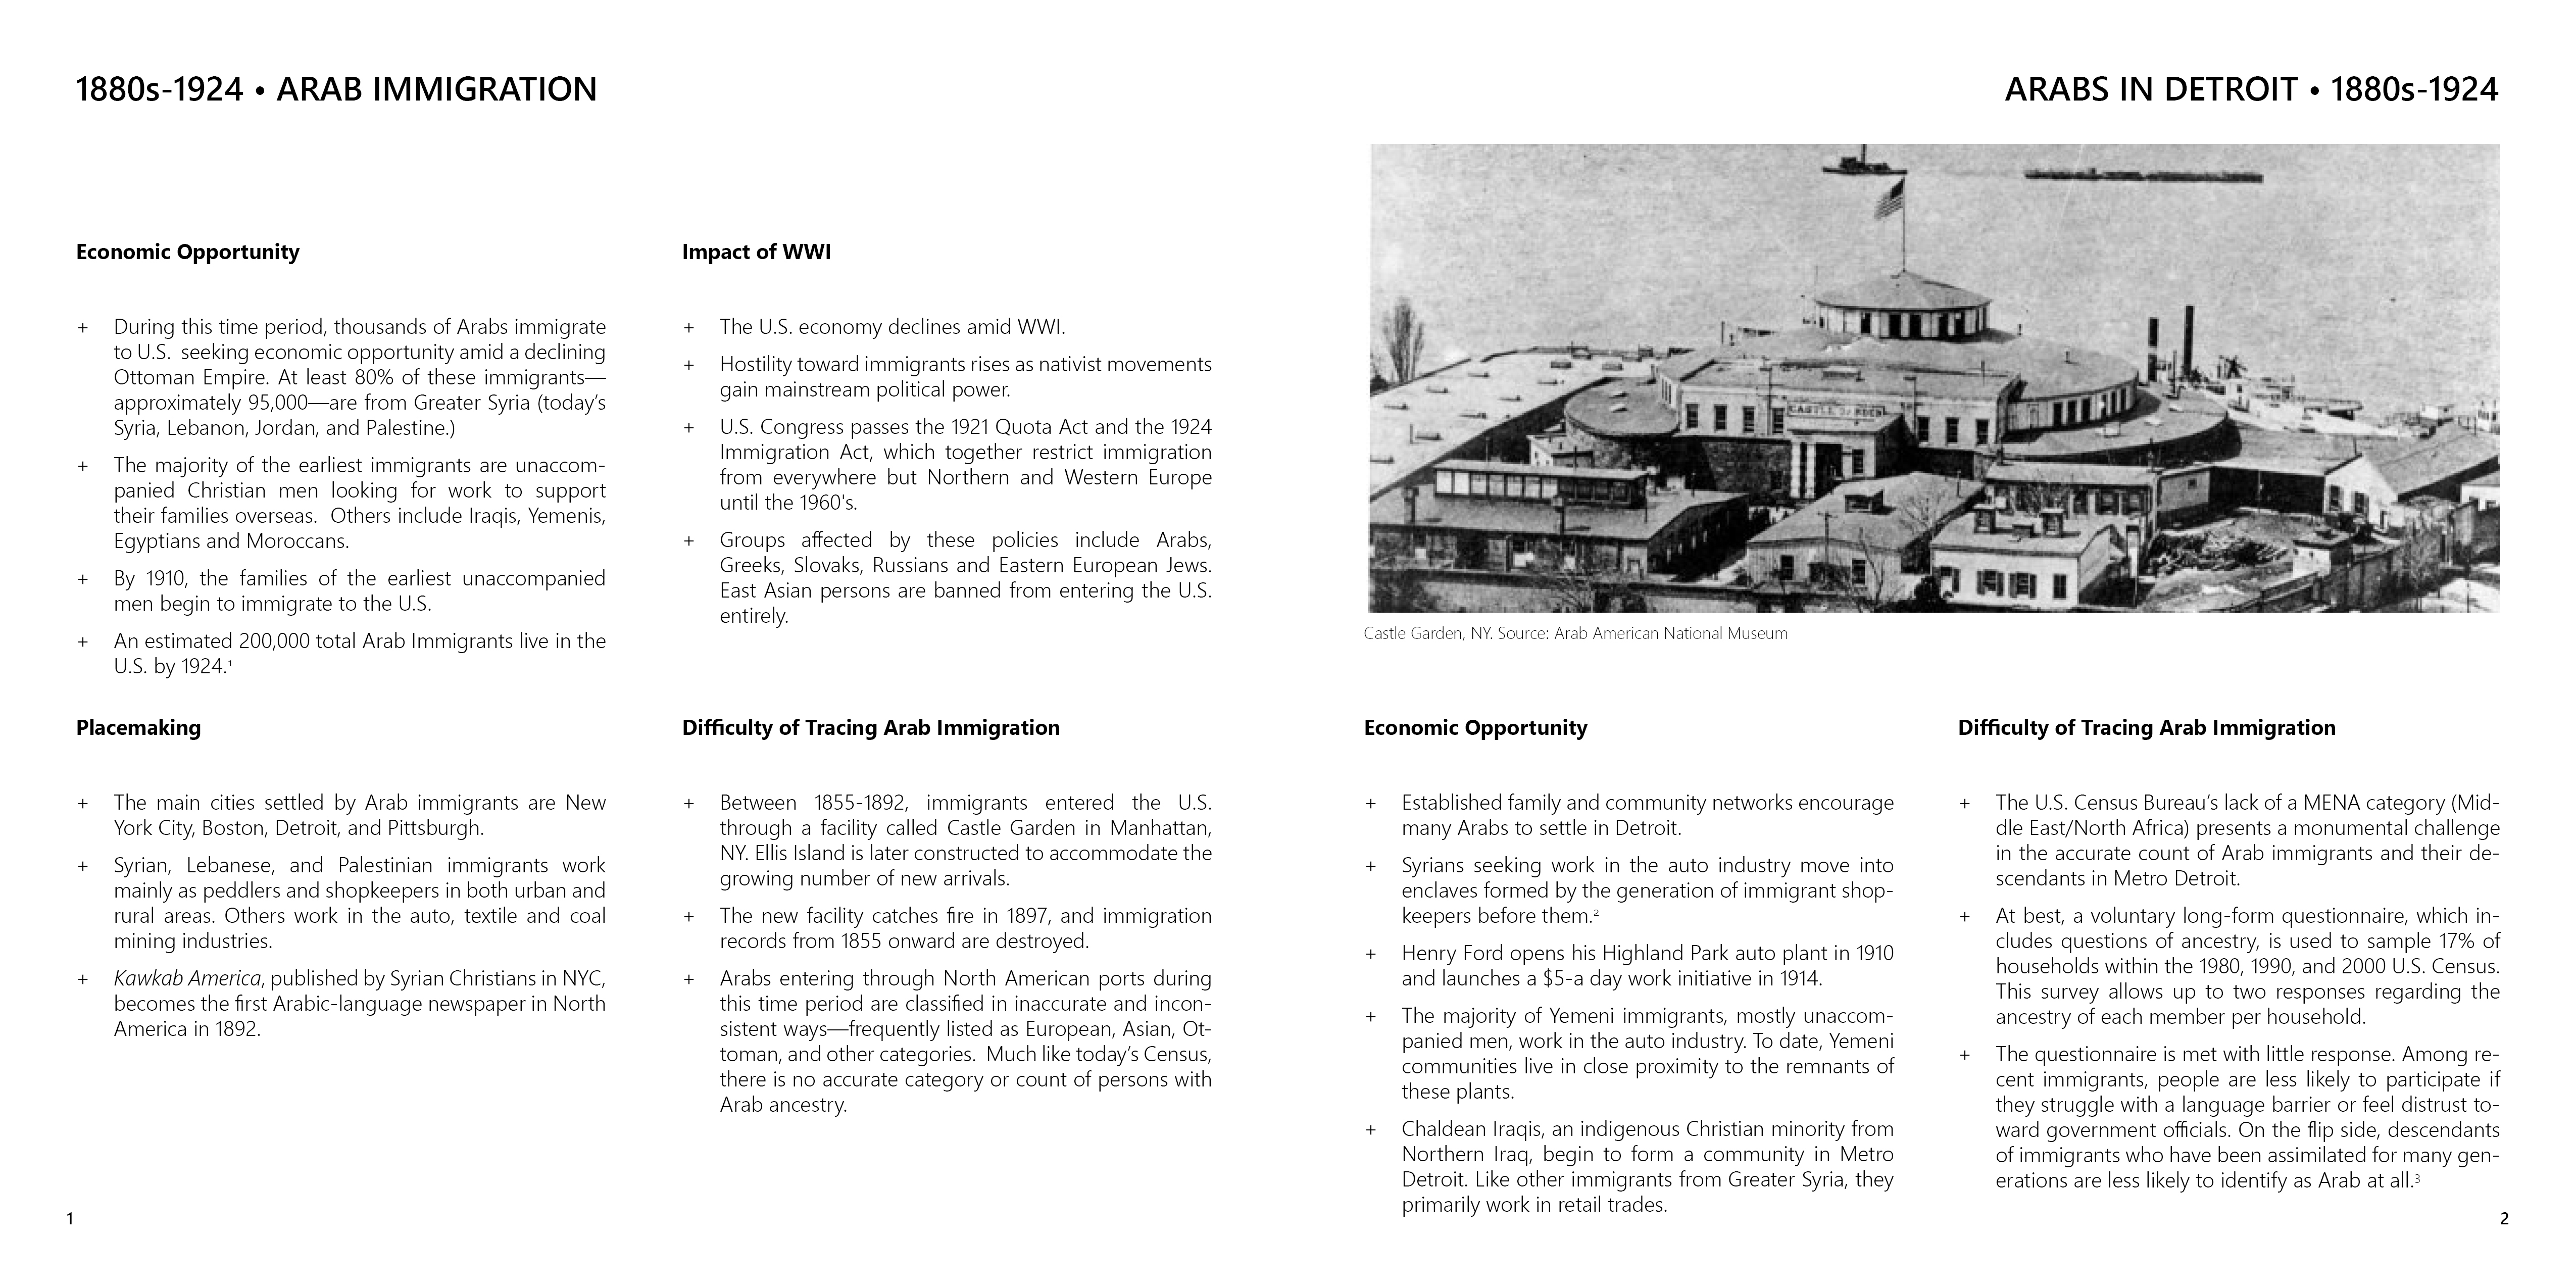 1880s-1924 • ARAB IMMIGRATION
Economic Opportunity
+ During this time period, thousands of Arabs immigrate
to U.S.  seeking economic opportunity amid a declining
Ottoman Empire. At least 80% of these immigrants—
approximately 95,000—are from Greater Syria (today’s
Syria, Lebanon, Jordan, and Palestine.)
+ The majority of the earliest immigrants are unaccom-
panied Christian men looking for work to support
their families overseas.  Others include Iraqis, Yemenis,
Egyptians and Moroccans.
+ By 1910, the families of the earliest unaccompanied
men begin to immigrate to the U.S.
+ An estimated 200,000 total Arab Immigrants live in the
U.S. by 1924.¹
Impact of WWI
+ The U.S. economy declines amid WWI.
+ Hostility toward immigrants rises as nativist movements
gain mainstream political power.
+ U.S. Congress passes the 1921 Quota Act and the 1924
Immigration Act, which together restrict immigration
from everywhere but Northern and Western Europe
until the 1960's.
+ Groups affected by these policies include Arabs,
Greeks, Slovaks, Russians and Eastern European Jews.
East Asian persons are banned from entering the U.S.
entirely.
Placemaking
+ The main cities settled by Arab immigrants are New
York City, Boston, Detroit, and Pittsburgh.
+ Syrian, Lebanese, and Palestinian immigrants work
mainly as peddlers and shopkeepers in both urban and
rural areas. Others work in the auto, textile and coal
mining industries.
+ Kawkab America, published by Syrian Christians in NYC,
becomes the first Arabic-language newspaper in North
America in 1892.
Difficulty of Tracing Arab Immigration
+ Between 1855-1892, immigrants entered the U.S.
through a facility called Castle Garden in Manhattan,
NY. Ellis Island is later constructed to accommodate the
growing number of new arrivals.
+ The new facility catches fire in 1897, and immigration
records from 1855 onward are destroyed.
+ Arabs entering through North American ports during
this time period are classified in inaccurate and incon-
sistent ways—frequently listed as European, Asian, Ot-
toman, and other categories.  Much like today’s Census,
there is no accurate category or count of persons with
Arab ancestry.
1
ARABS IN DETROIT • 1880s-1924
CASTLE GARDEN
Castle Garden, NY. Source: Arab American National Museum
Economic Opportunity
+ Established family and community networks encourage
many Arabs to settle in Detroit.
+ Syrians seeking work in the auto industry move into
enclaves formed by the generation of immigrant shop-
keepers before them.²
+ Henry Ford opens his Highland Park auto plant in 1910
and launches a $5-a day work initiative in 1914.
+ The majority of Yemeni immigrants, mostly unaccom-
panied men, work in the auto industry. To date, Yemeni
communities live in close proximity to the remnants of
these plants.
+ Chaldean Iraqis, an indigenous Christian minority from
Northern Iraq, begin to form a community in Metro
Detroit. Like other immigrants from Greater Syria, they
primarily work in retail trades.
Difficulty of Tracing Arab Immigration
+ The U.S. Census Bureau’s lack of a MENA category (Mid-
dle East/North Africa) presents a monumental challenge
in the accurate count of Arab immigrants and their de-
scendants in Metro Detroit.
+ At best, a voluntary long-form questionnaire, which in-
cludes questions of ancestry, is used to sample 17% of
households within the 1980, 1990, and 2000 U.S. Census.
This survey allows up to two responses regarding the
ancestry of each member per household.
+ The questionnaire is met with little response. Among re-
cent immigrants, people are less likely to participate if
they struggle with a language barrier or feel distrust to-
ward government officials. On the flip side, descendants
of immigrants who have been assimilated for many gen-
erations are less likely to identify as Arab at all.³
2